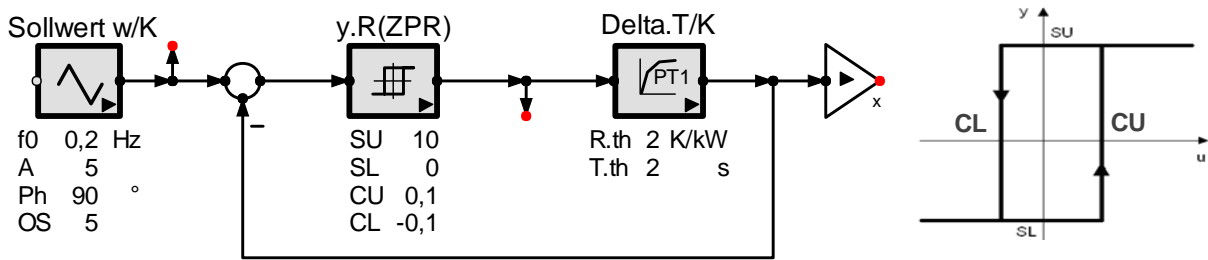 Sollwert w/K
f0 0,2 Hz
A 5
Ph 90 °
OS 5
y.R(ZPR)
SU 10
SL 0
CU 0,1
CL -0,1
Delta.T/K
PT1
R.th 2 K/kW
T.th 2 s
x
y
SU
CL
CU
u
SL